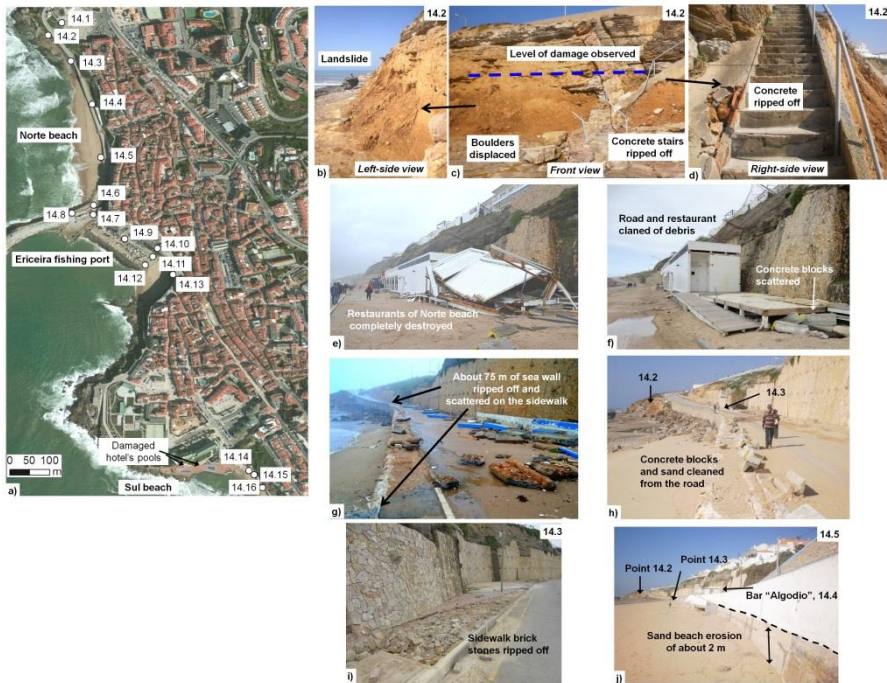 14.1
14.2
14.3
14.4
Norte beach
14.5
14.6
14.8
14.7
14.9
14.10
Ericeira fishing port
14.11
14.12
14.13
Damaged
hotel's pools
14.14
0 50 100
m
14.15
Sul beach
14.16
a)
14.2
Landslide
b)
Left-side view
14.2
Level of damage observed
Boulders
displaced
Concrete stairs
ripped off
c)
Front view
14.2
Concrete
ripped off
d)
Right-side view
Restaurants of Norte beach
completely destroyed
e)
Road and restaurant
claned of debris
Concrete blocks
scattered
f)
About 75 m of sea wall
ripped off and
scattered on the sidewalk
g)
14.2
14.3
Concrete blocks
and sand cleaned
from the road
h)
14.3
Sidewalk brick
stones ripped off
i)
14.5
Point 14.3
Point 14.2
Bar “Algodio”, 14.4
Sand beach erosion
of about 2 m
j)